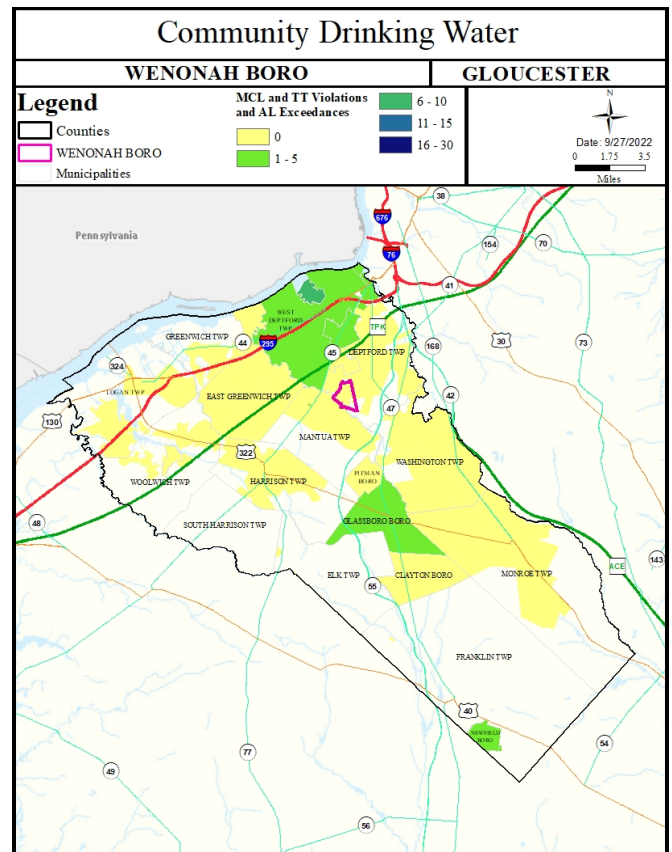 Community Drinking Water
WENONAH BORO
GLOUCESTER
Legend
Counties
WENONAH BORO
Municipalities
MCL and TT Violations
and AL Exceedances
0
1 - 5
6 - 10
11 - 15
16 - 30
N
Date: 9/27/2022
0 1.75 3.5
Miles
38
676
Pennsylvania
154
70
76
41
WEST
DEPTFORD
TWP
TPK
GREENWICH TWP
44
295
45
DEPTFORD TWP
168
30
73
324
LOGAN TWP
EAST GREENWICH TWP
47
42
130
MANTUA TWP
322
WASHINGTON TWP
PITMAN
BORO
WOOLWICH TWP
HARRISON TWP
48
SOUTH HARRISON TWP
GLASSBORO BORO
143
ACE
ELK TWP
55
CLAYTON BORO
MONROE TWP
FRANKLIN TWP
40
NEWFIELD
BORO
54
77
49
56